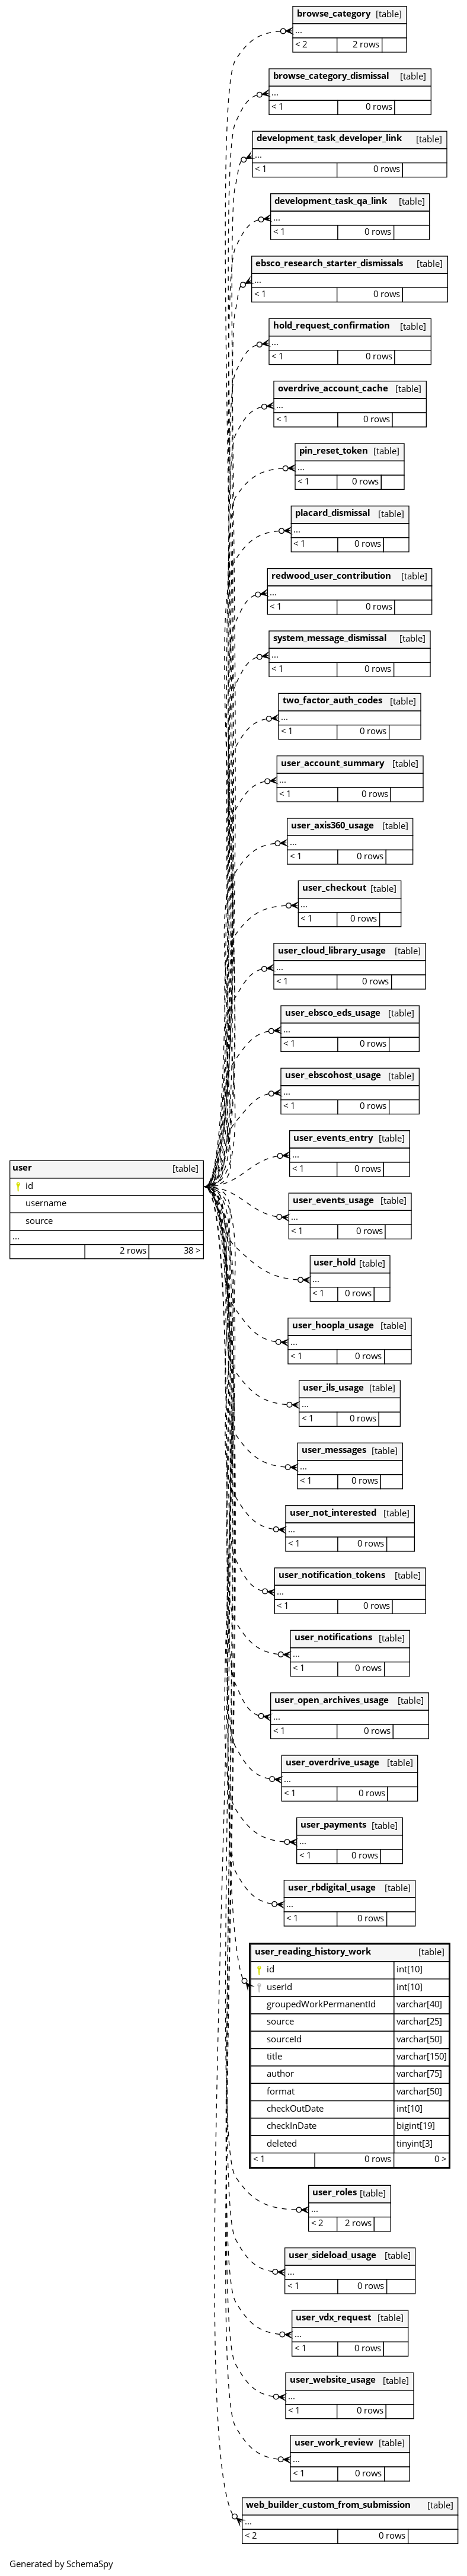 browse_category [table]
...
< 2 2 rows
browse_category_dismissal [table]
...
< 1 0 rows
development_task_developer_link [table]
...
< 1 0 rows
development_task_qa_link [table]
...
< 1 0 rows
ebsco_research_starter_dismissals [table]
...
< 1 0 rows
hold_request_confirmation [table]
...
< 1 0 rows
overdrive_account_cache [table]
...
< 1 0 rows
pin_reset_token [table]
...
< 1 0 rows
placard_dismissal [table]
...
< 1 0 rows
redwood_user_contribution [table]
...
< 1 0 rows
system_message_dismissal [table]
...
< 1 0 rows
two_factor_auth_codes [table]
...
< 1 0 rows
user_account_summary [table]
...
< 1 0 rows
user_axis360_usage [table]
...
< 1 0 rows
user_checkout [table]
...
< 1 0 rows
user_cloud_library_usage [table]
...
< 1 0 rows
user_ebsco_eds_usage [table]
...
< 1 0 rows
user_ebscohost_usage [table]
...
< 1 0 rows
user_events_entry [table]
...
< 1 0 rows
user [table]
id
username
source
...
2 rows 38 >
user_events_usage [table]
...
< 1 0 rows
user_hold [table]
...
< 1 0 rows
user_hoopla_usage [table]
...
< 1 0 rows
user_ils_usage [table]
...
< 1 0 rows
user_messages [table]
...
< 1 0 rows
user_not_interested [table]
...
< 1 0 rows
user_notification_tokens [table]
...
< 1 0 rows
user_notifications [table]
...
< 1 0 rows
user_open_archives_usage [table]
...
< 1 0 rows
user_overdrive_usage [table]
...
< 1 0 rows
user_payments [table]
...
< 1 0 rows
user_rbdigital_usage [table]
...
< 1 0 rows
user_reading_history_work [table]
id int[10]
userId int[10]
groupedWorkPermanentId varchar[40]
source varchar[25]
sourceId varchar[50]
title varchar[150]
author varchar[75]
format varchar[50]
checkOutDate int[10]
checkInDate bigint[19]
deleted tinyint[3]
< 1 0 rows 0 >
user_roles [table]
...
< 2 2 rows
user_sideload_usage [table]
...
< 1 0 rows
user_vdx_request [table]
...
< 1 0 rows
user_website_usage [table]
...
< 1 0 rows
user_work_review [table]
...
< 1 0 rows
web_builder_custom_from_submission [table]
...
< 2 0 rows
Generated by SchemaSpy